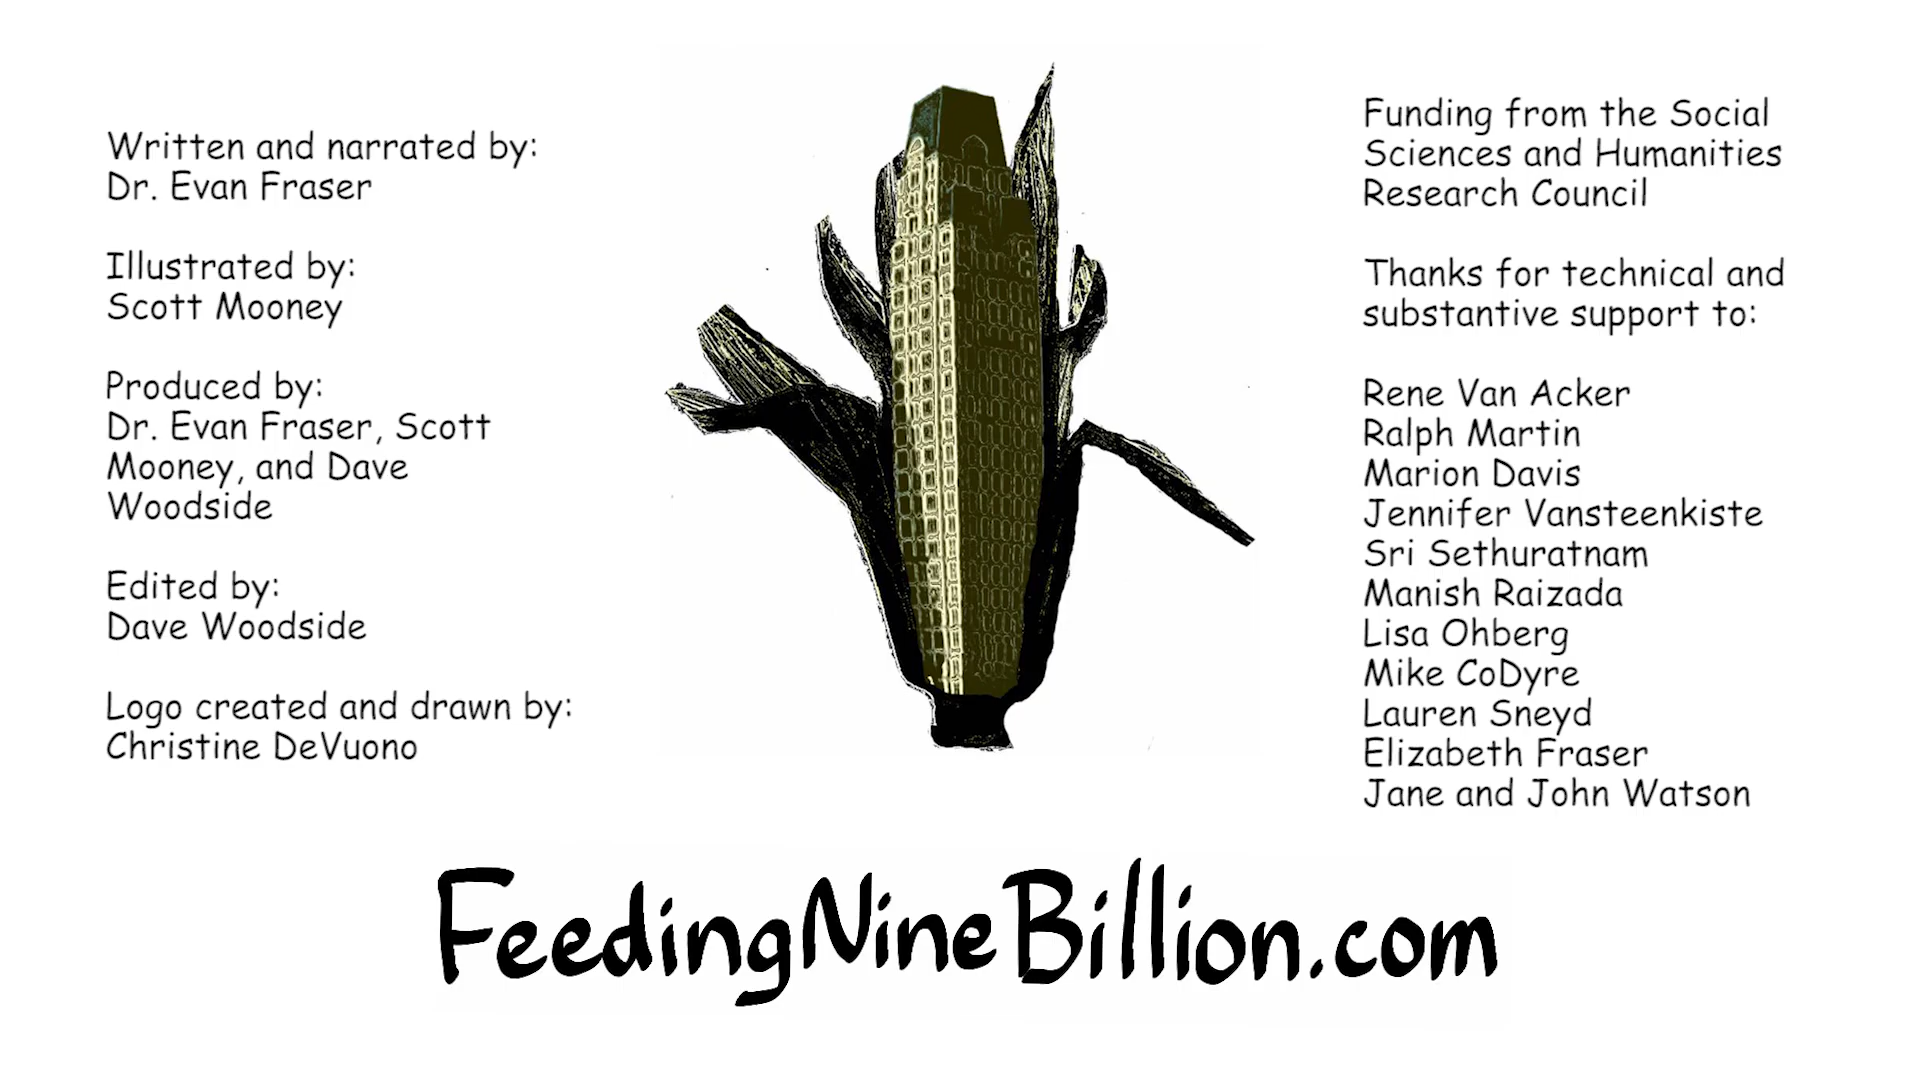 Written and narrated by:
Dr. Evan Fraser
Illustrated by:
Scott Mooney
Produced by:
Dr. Evan Fraser, Scott
Mooney, and Dave
Woodside
Edited by:
Dave Woodside
Logo created and drawn by:
Christine DeVuono
Funding from the Social
Sciences and Humanities
Research Council
Thanks for technical and
substantive support to:
Rene Van Acker
Ralph Martin
Marion Davis
Jennifer Vansteenkiste
Sri Sethuratnam
Manish Raizada
Lisa Ohberg
Mike CoDyre
Lauren Sneyd
Elizabeth Fraser
Jane and John Watson
FeedingNineBillion.com